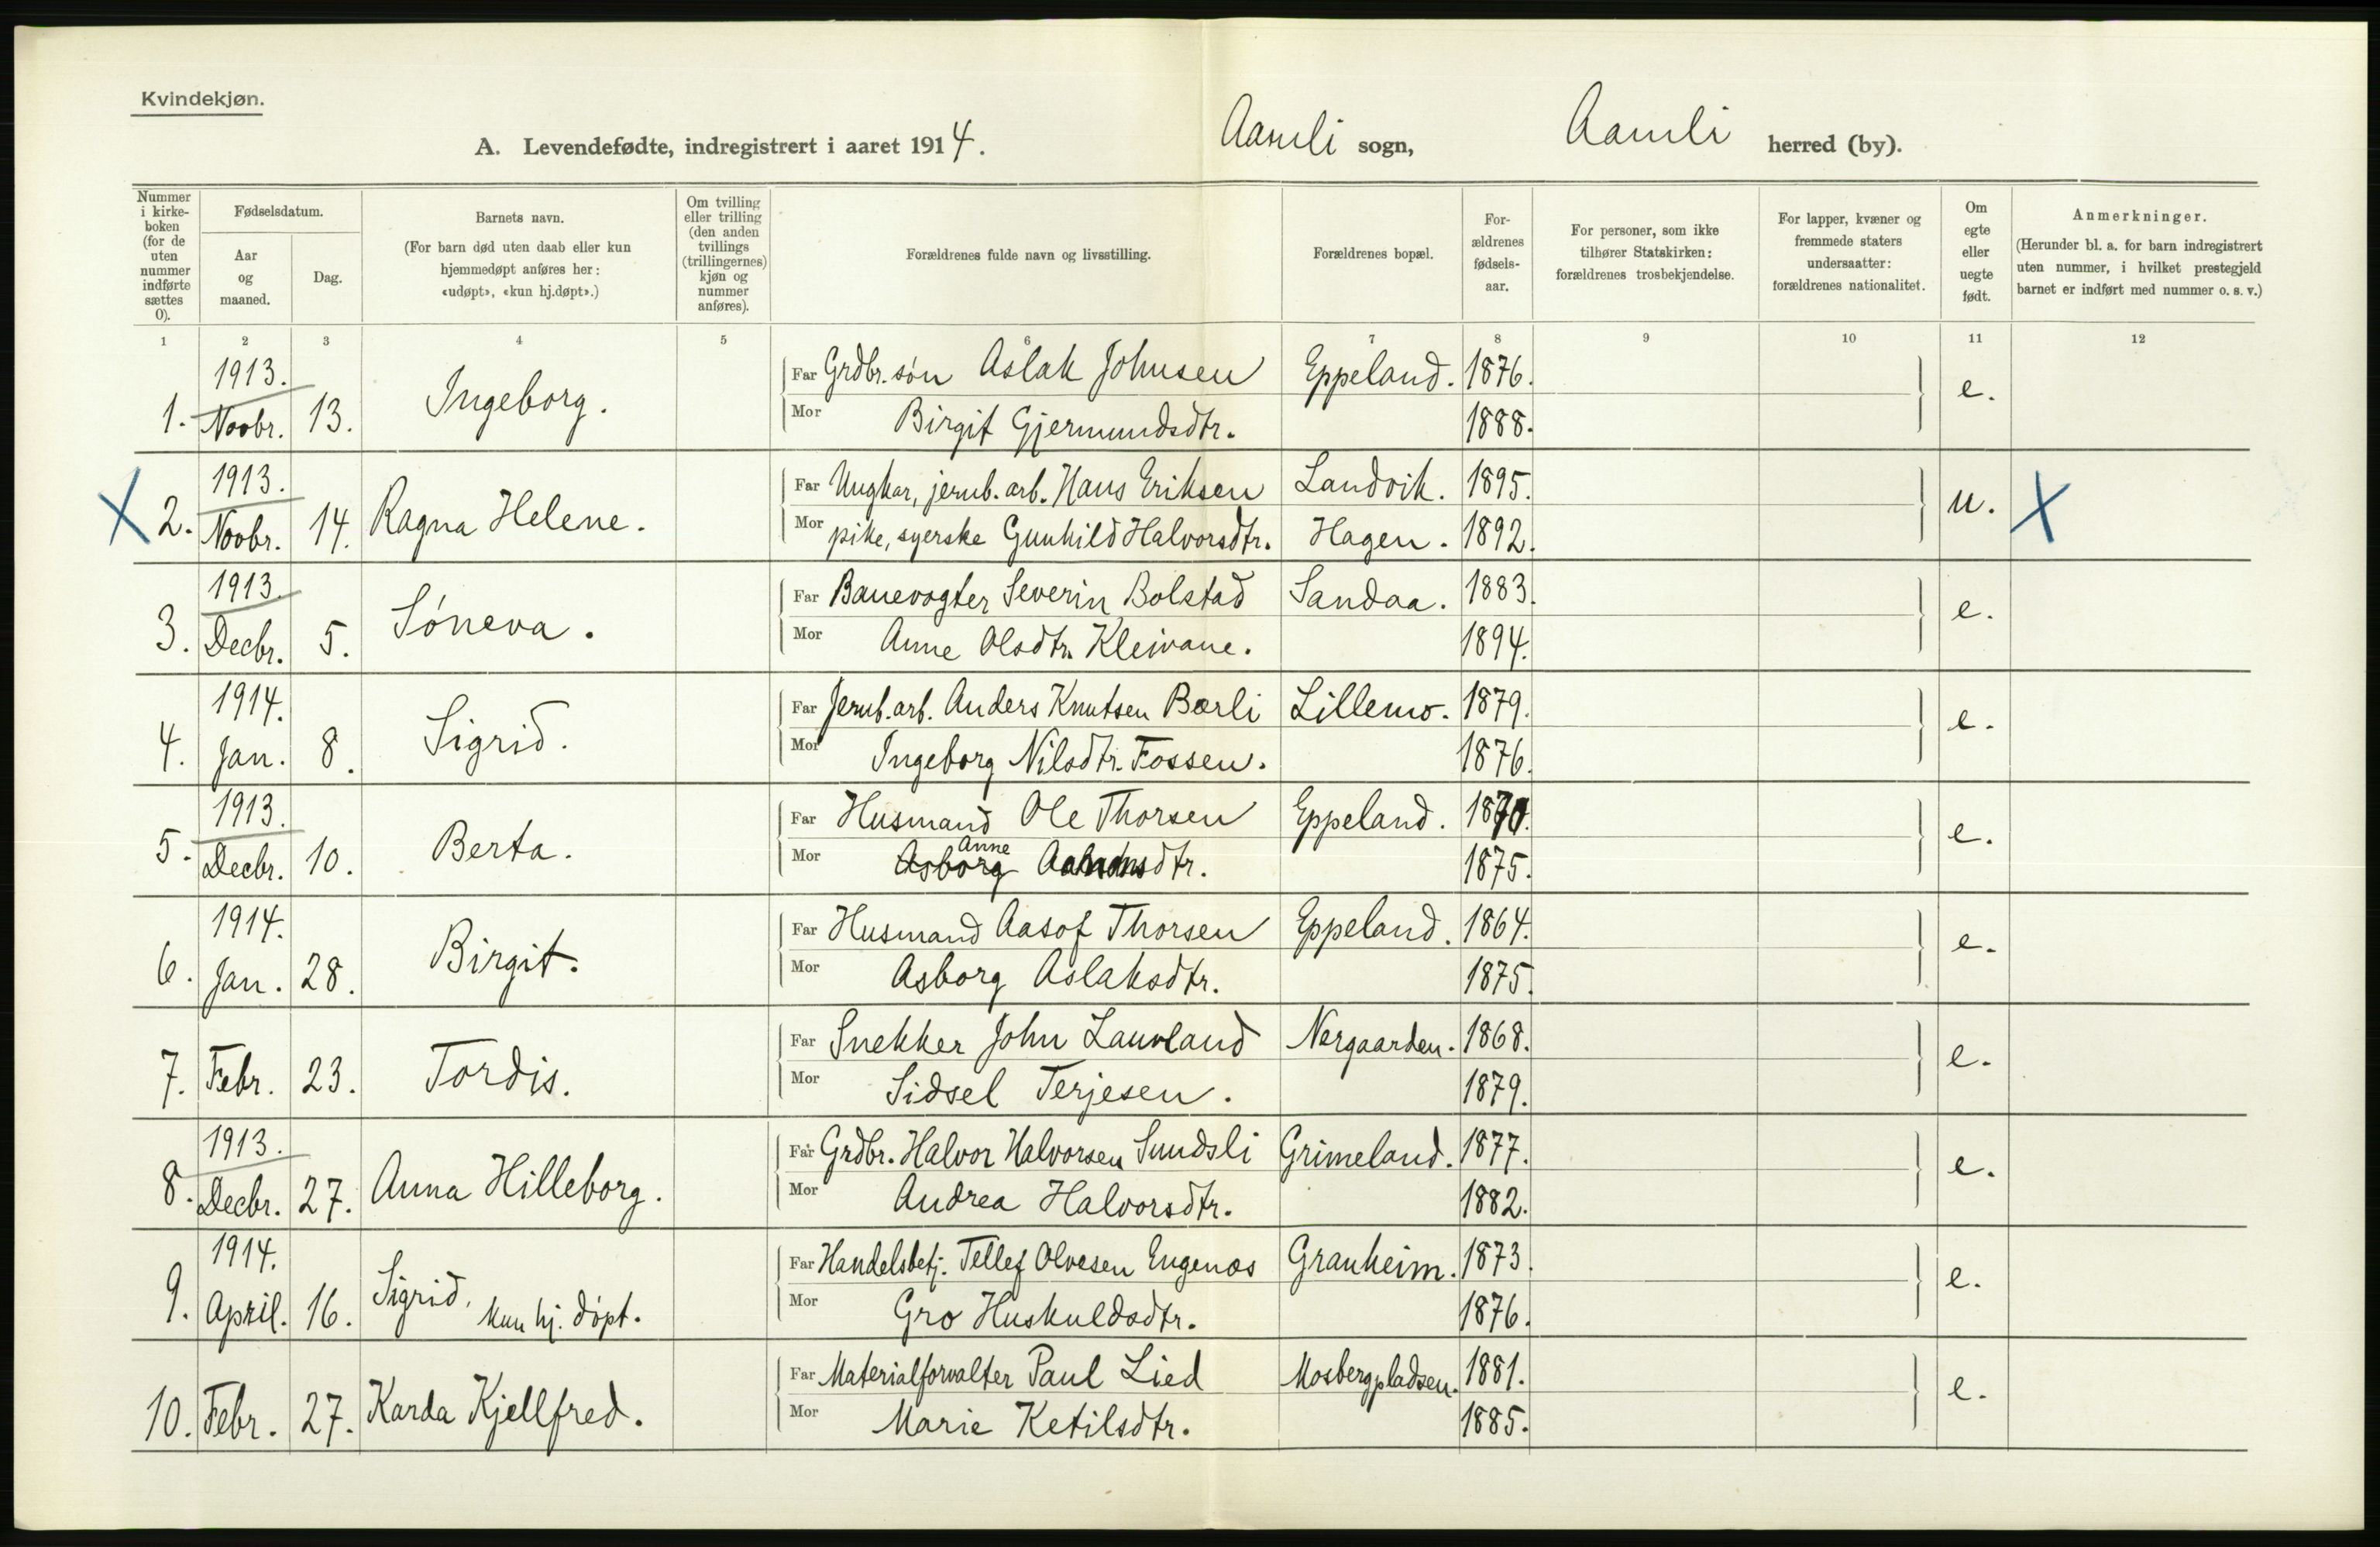 Kvindekjøn.
A. Levendefødte, indregistrert i aaret 1914. Aamli sogn, Aamli herred (by).
Nummer i kirke-boken (for de uten nummer indførte sættes 0).
Fødselsdatum.
Aar og maaned.
Dag.
Barnets navn.
(For barn død uten daab eller kun hjemmedøpt anføres her: «udøpt», «kun hj.døpt».)
Om tvilling eller trilling (den anden tvillings (trillingernes) kjøn og nummer anføres).
Forældrenes fulde navn og livsstilling.
Forældrenes bopæl.
For-ældrenes fødsels-aar.
For personer, som ikke tilhører Statskirken: forældrenes trosbekjendelse.
For lapper, kvæner og fremmede staters undersaatter: forældrenes nationalitet.
Om egte eller uegte født.
Anmerkninger.
(Herunder bl. a. for barn indregistrert uten nummer, i hvilket prestegjeld barnet er indført med nummer o. s. v.)
1 2 3 4 5 6 7 8 9 10 11 12
1913.
1. Novbr. 13. Ingeborg. Far Grdbr. søn Aslak Johnsen Eppeland. 1876. e.
Mor Birgit Gjermundsdtr. 1888.
1913.
X 2. Novbr. 14. Ragna Helene. Far Ungkar, jernb. arb. Hans Eriksen Landvik. 1895. u. X
Mor pike, syerske Gunhild Halvorsdtr. Hagen. 1892.
1913.
3. Decbr. 5. Søneva. Far Banevogter Severin Bolstad Sandaa. 1883. e.
Mor Anne Olsdtr. Kleivane. 1894.
1914.
4. Jan. 8. Sigrid. Far Jernb. arb. Anders Knutsen Bærli Lillemo. 1879. e.
Mor Ingeborg Nilsdtr. Fossen. 1876.
1913.
5. Decbr. 10. Berta. Far Husmand Ole Thorsen Eppeland. 1870. e.
Anne
Mor Asborg 1875.
1914.
6. Jan. 28. Birgit. Far Husmand Aasof Thorsen Eppeland. 1864. e.
Mor Asborg Aslaksdtr. 1875.
7. Febr. 23. Tordis. Far Snekker John Lauvland Nergaarden. 1868. e.
Mor Sidsel Terjesen. 1879.
1913.
8. Decbr. 27. Anna Hilleborg. Far Grdbr. Halvor Halvorsen Sundsli Grimeland. 1877. e.
Mor Andrea Halvorsdtr. 1882.
1914.
9. April. 16. Sigrid, kun hj. døpt. Far Handelsbetj. Tellef Olvesen Engenæs Granheim. 1873. e.
Mor Gro Huskuldsdtr. 1876.
10. Febr. 27. Karda Kjellfred. Far Materialforvalter Paul Lied Mosbergpladsen. 1881. e.
Mor Marie Ketilsdtr. 1885.